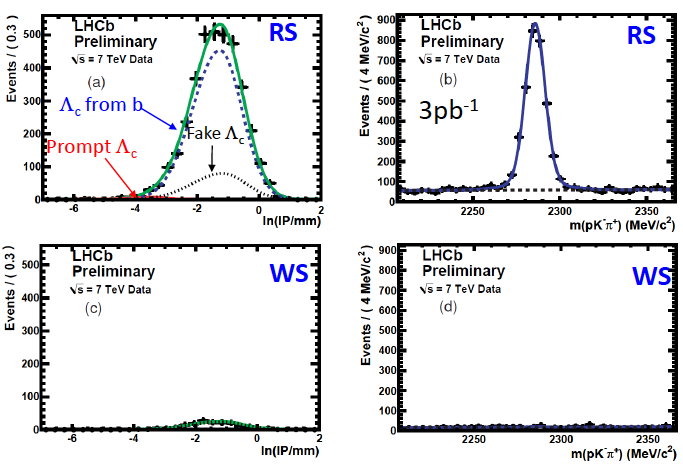 LHCb
Preliminary
√s = 7 TeV Data
(a)
RS
Λc from b
Prompt Λc
Fake Λc
Events / ( 0.3 )
500
400
300
200
100
0
-6
-4
-2
0
2
ln(IP/mm)
LHCb
Preliminary
√s = 7 TeV Data
(b)
RS
3pb-1
Events / ( 4 MeV/c² )
900
800
700
600
500
400
300
200
100
0
2250
2300
2350
m(pK⁻π⁺) (MeV/c²)
LHCb
Preliminary
√s = 7 TeV Data
(c)
WS
Events / ( 0.3 )
500
400
300
200
100
0
-6
-4
-2
0
2
ln(IP/mm)
LHCb
Preliminary
√s = 7 TeV Data
(d)
WS
Events / ( 4 MeV/c² )
900
800
700
600
500
400
300
200
100
0
2250
2300
2350
m(pK⁻π⁺) (MeV/c²)